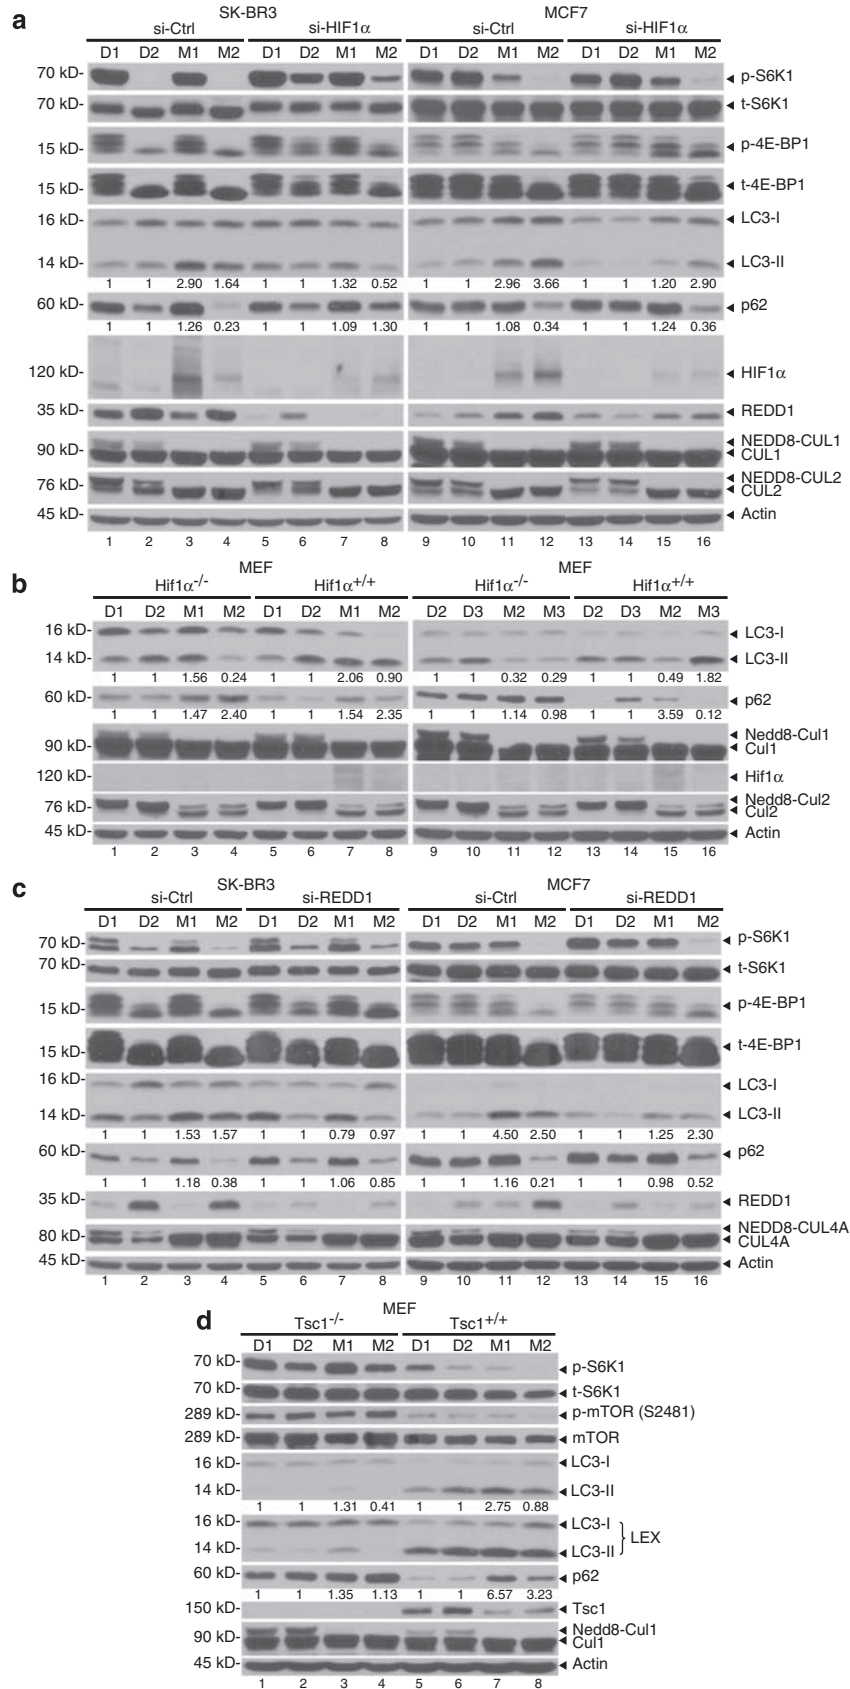 a
SK-BR3 MCF7
si-Ctrl si-HIF1α si-Ctrl si-HIF1α
D1 D2 M1 M2 D1 D2 M1 M2 D1 D2 M1 M2 D1 D2 M1 M2
70 kD- p-S6K1
70 kD- t-S6K1
15 kD- p-4E-BP1
15 kD- t-4E-BP1
16 kD- LC3-I
14 kD- LC3-II
1 1 2.90 1.64 1 1 1.32 0.52 1 1 2.96 3.66 1 1 1.20 2.90
60 kD- p62
1 1 1.26 0.23 1 1 1.09 1.30 1 1 1.08 0.34 1 1 1.24 0.36
120 kD- HIF1α
35 kD- REDD1
NEDD8-CUL1
90 kD- CUL1
NEDD8-CUL2
76 kD- CUL2
45 kD- Actin
1 2 3 4 5 6 7 8 9 10 11 12 13 14 15 16
b
MEF MEF
Hif1α-/- Hif1α+/+ Hif1α-/- Hif1α+/+
D1 D2 M1 M2 D1 D2 M1 M2 D2 D3 M2 M3 D2 D3 M2 M3
16 kD- LC3-I
14 kD- LC3-II
1 1 1.56 0.24 1 1 2.06 0.90 1 1 0.32 0.29 1 1 0.49 1.82
60 kD- p62
1 1 1.47 2.40 1 1 1.54 2.35 1 1 1.14 0.98 1 1 3.59 0.12
Nedd8-Cul1
90 kD- Cul1
120 kD- Hif1α
Nedd8-Cul2
76 kD- Cul2
45 kD- Actin
1 2 3 4 5 6 7 8 9 10 11 12 13 14 15 16
c
SK-BR3 MCF7
si-Ctrl si-REDD1 si-Ctrl si-REDD1
D1 D2 M1 M2 D1 D2 M1 M2 D1 D2 M1 M2 D1 D2 M1 M2
70 kD- p-S6K1
70 kD- t-S6K1
15 kD- p-4E-BP1
15 kD- t-4E-BP1
16 kD- LC3-I
14 kD- LC3-II
1 1 1.53 1.57 1 1 0.79 0.97 1 1 4.50 2.50 1 1 1.25 2.30
60 kD- p62
1 1 1.18 0.38 1 1 1.06 0.85 1 1 1.16 0.21 1 1 0.98 0.52
35 kD- REDD1
NEDD8-CUL4A
80 kD- CUL4A
45 kD- Actin
1 2 3 4 5 6 7 8 9 10 11 12 13 14 15 16
d
MEF
Tsc1-/- Tsc1+/+
D1 D2 M1 M2 D1 D2 M1 M2
70 kD- p-S6K1
70 kD- t-S6K1
289 kD- p-mTOR (S2481)
289 kD- mTOR
16 kD- LC3-I
14 kD- LC3-II
1 1 1.31 0.41 1 1 2.75 0.88
16 kD- LC3-I
LEX
14 kD- LC3-II
60 kD- p62
1 1 1.35 1.13 1 1 6.57 3.23
150 kD- Tsc1
Nedd8-Cul1
90 kD- Cul1
45 kD- Actin
1 2 3 4 5 6 7 8